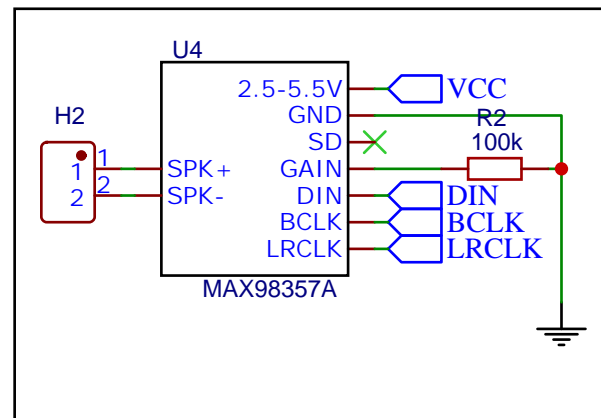 U4
2.5-5.5V
VCC
GND
H2
R2
SD
100k
1
1
SPK+
GAIN
2
2
SPK-
DIN
DIN
BCLK
BCLK
LRCLK
LRCLK
MAX98357A